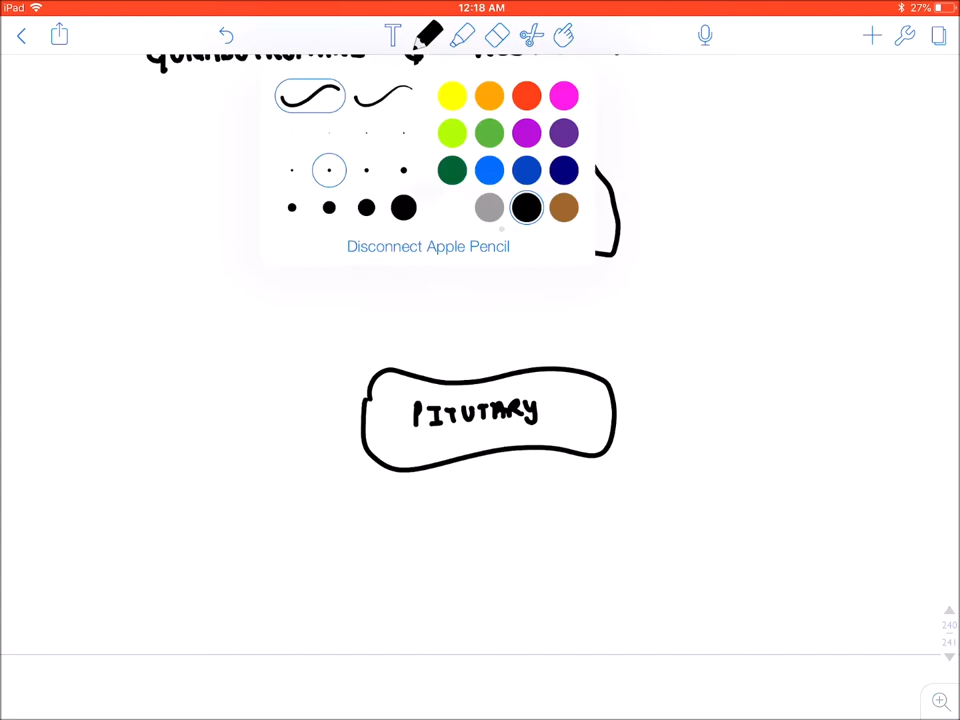 iPad 12:18 AM 27%
T
Disconnect Apple Pencil
PITUTARY
240
241